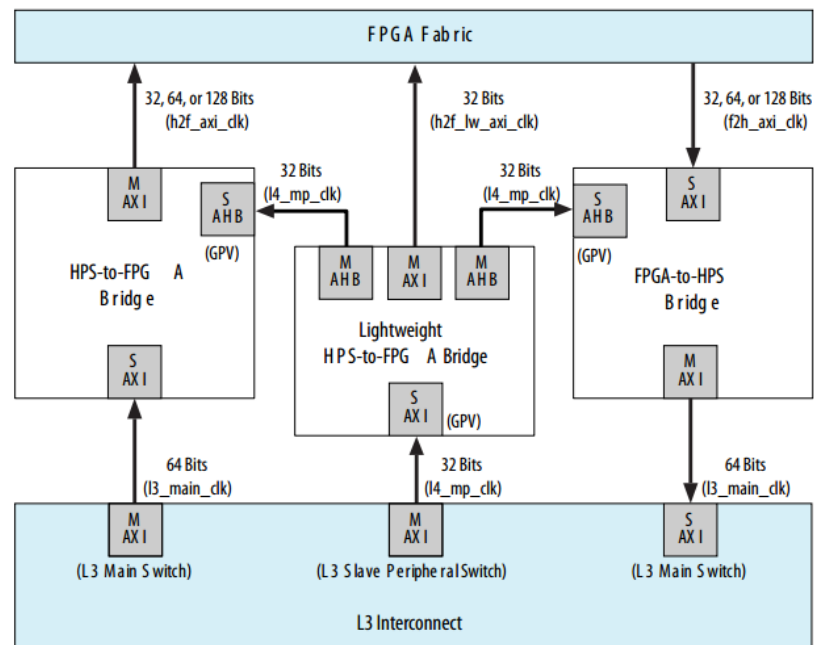 FPGA Fabric
32, 64, or 128 Bits
(h2f_axi_clk)
32 Bits
(h2f_lw_axi_clk)
32, 64, or 128 Bits
(f2h_axi_clk)
M
AXI
S
AHB
(GPV)
32 Bits
(l4_mp_clk)
32 Bits
(l4_mp_clk)
S
AHB
(GPV)
S
AXI
HPS-to-FPG A
Bridge
M
AHB
M
AXI
M
AHB
FPGA-to-HPS
Bridge
Lightweight
HPS-to-FPG A Bridge
S
AXI
S
AXI
(GPV)
M
AXI
64 Bits
(l3_main_clk)
32 Bits
(l4_mp_clk)
64 Bits
(l3_main_clk)
M
AXI
M
AXI
S
AXI
(L3 Main Switch)
(L3 Slave Peripheral Switch)
(L3 Main Switch)
L3 Interconnect